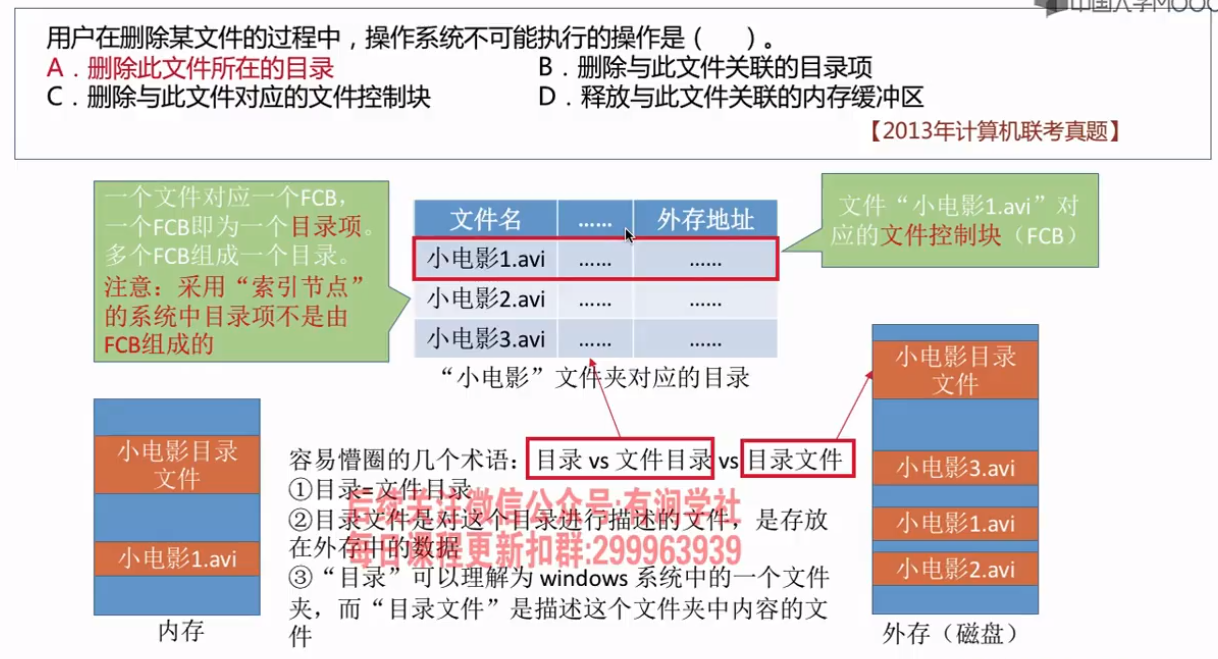 中国大学MOOC
用户在删除某文件的过程中，操作系统不可能执行的操作是（　　）。
A．删除此文件所在的目录
B．删除与此文件关联的目录项
C．删除与此文件对应的文件控制块
D．释放与此文件关联的内存缓冲区
【2013年计算机联考真题】
一个文件对应一个FCB，
一个FCB即为一个目录项。
多个FCB组成一个目录。
注意：采用“索引节点”
的系统中目录项不是由
FCB组成的
文件名 …… 外存地址
小电影1.avi …… ……
小电影2.avi …… ……
小电影3.avi …… ……
“小电影”文件夹对应的目录
文件“小电影1.avi”对
应的文件控制块（FCB）
小电影目录
文件
小电影1.avi
内存
容易懵圈的几个术语：目录 vs 文件目录 vs 目录文件
①目录=文件目录
②目录文件是对这个目录进行描述的文件，是存放
在外存中的数据
③“目录”可以理解为 windows 系统中的一个文件
夹，而“目录文件”是描述这个文件夹中内容的文
件
后续关注微信公众号:有润学社
每日课程更新扣群:299963939
小电影目录
文件
小电影3.avi
小电影1.avi
小电影2.avi
外存（磁盘）